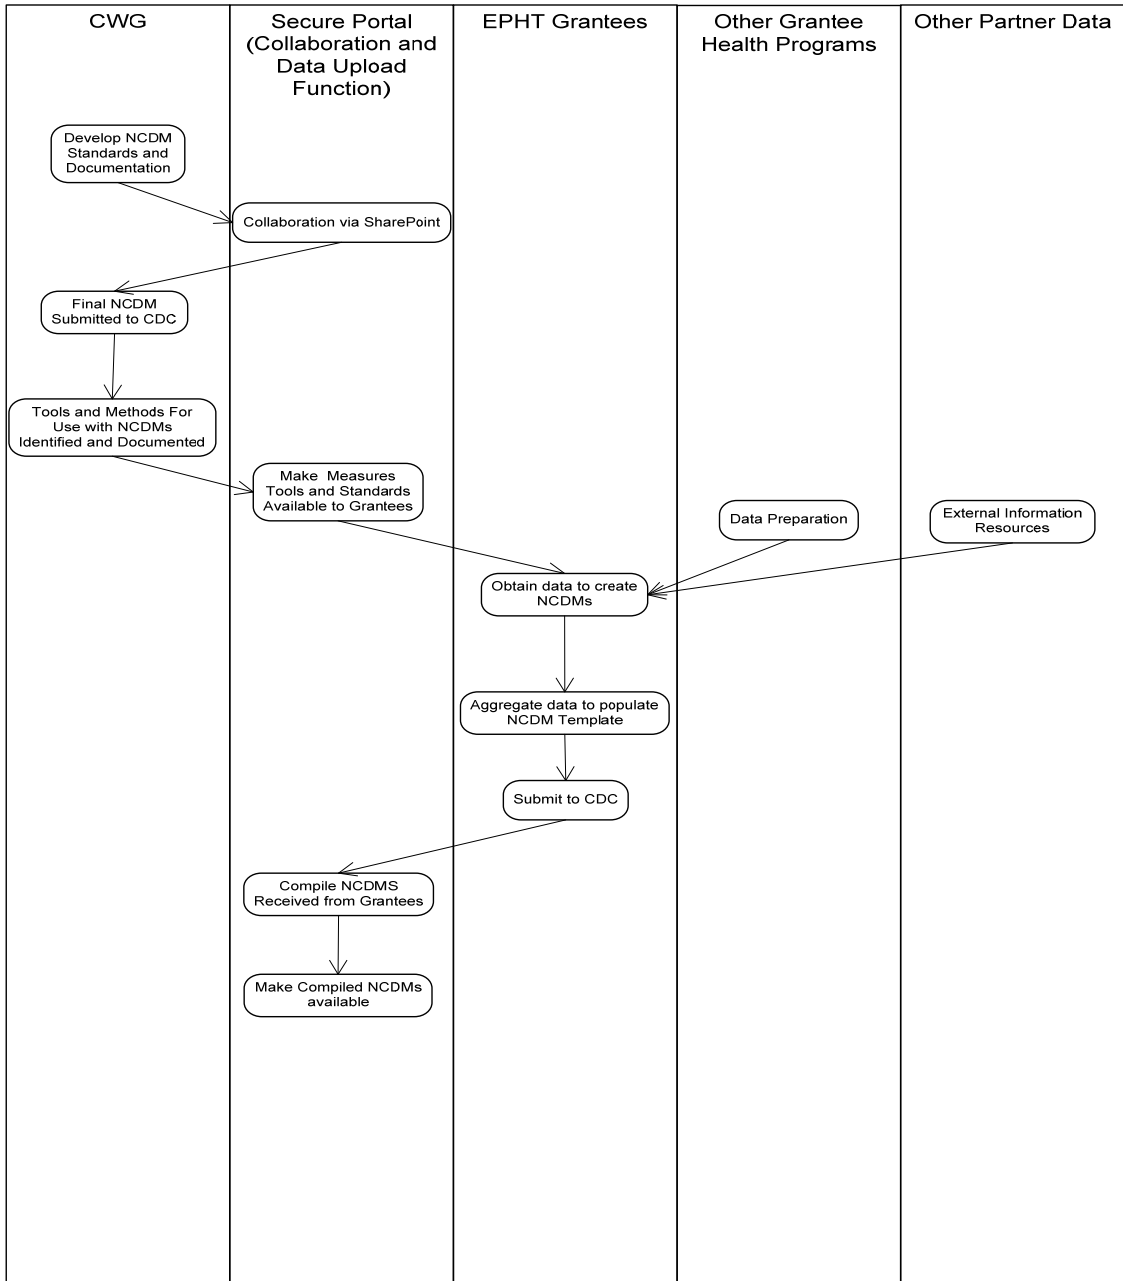 CWG
Secure Portal
(Collaboration and
Data Upload
Function)
EPHT Grantees
Other Grantee
Health Programs
Other Partner Data
Develop NCDM
Standards and
Documentation
Collaboration via SharePoint
Final NCDM
Submitted to CDC
Tools and Methods For
Use with NCDMs
Identified and Documented
Make Measures
Tools and Standards
Available to Grantees
Data Preparation
External Information
Resources
Obtain data to create
NCDMs
Aggregate data to populate
NCDM Template
Submit to CDC
Compile NCDMS
Received from Grantees
Make Compiled NCDMs
available